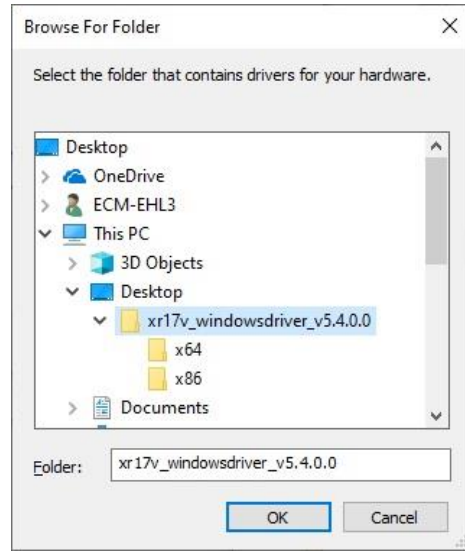 Browse For Folder
Select the folder that contains drivers for your hardware.
Desktop
OneDrive
ECM-EHL3
This PC
3D Objects
Desktop
xr17v_windowsdriver_v5.4.0.0
x64
x86
Documents
Folder: xr17v_windowsdriver_v5.4.0.0
OK Cancel